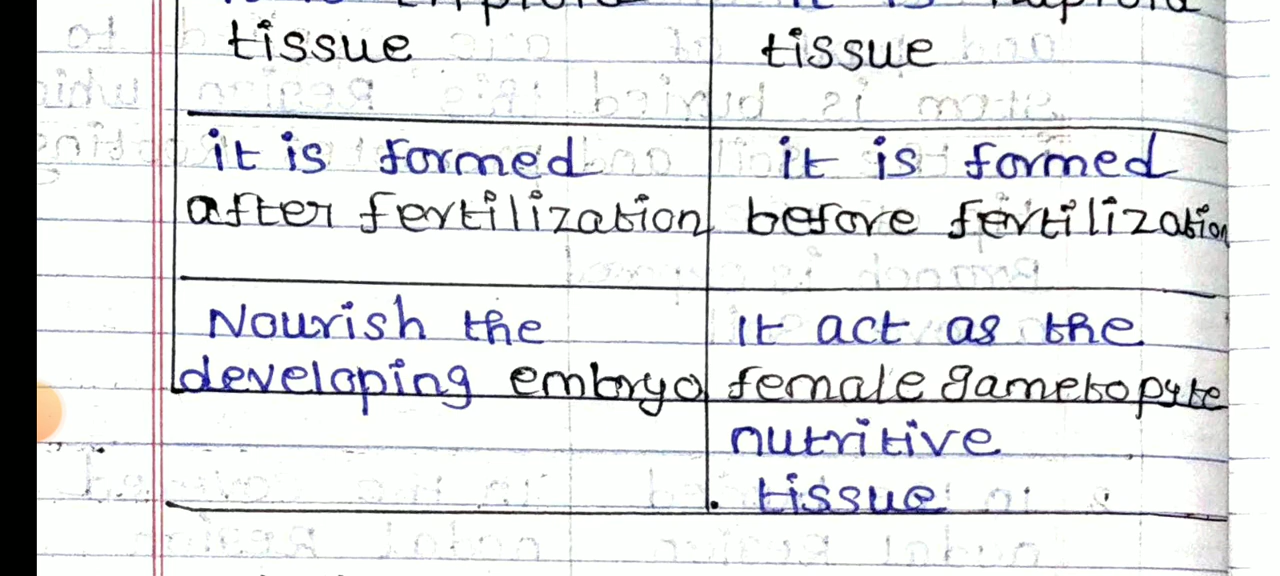 tissue tissue
it is formed it is formed
after fertilization before fertilization
Nourish the It act as the
developing embryo female gametopyte
nutritive
tissue